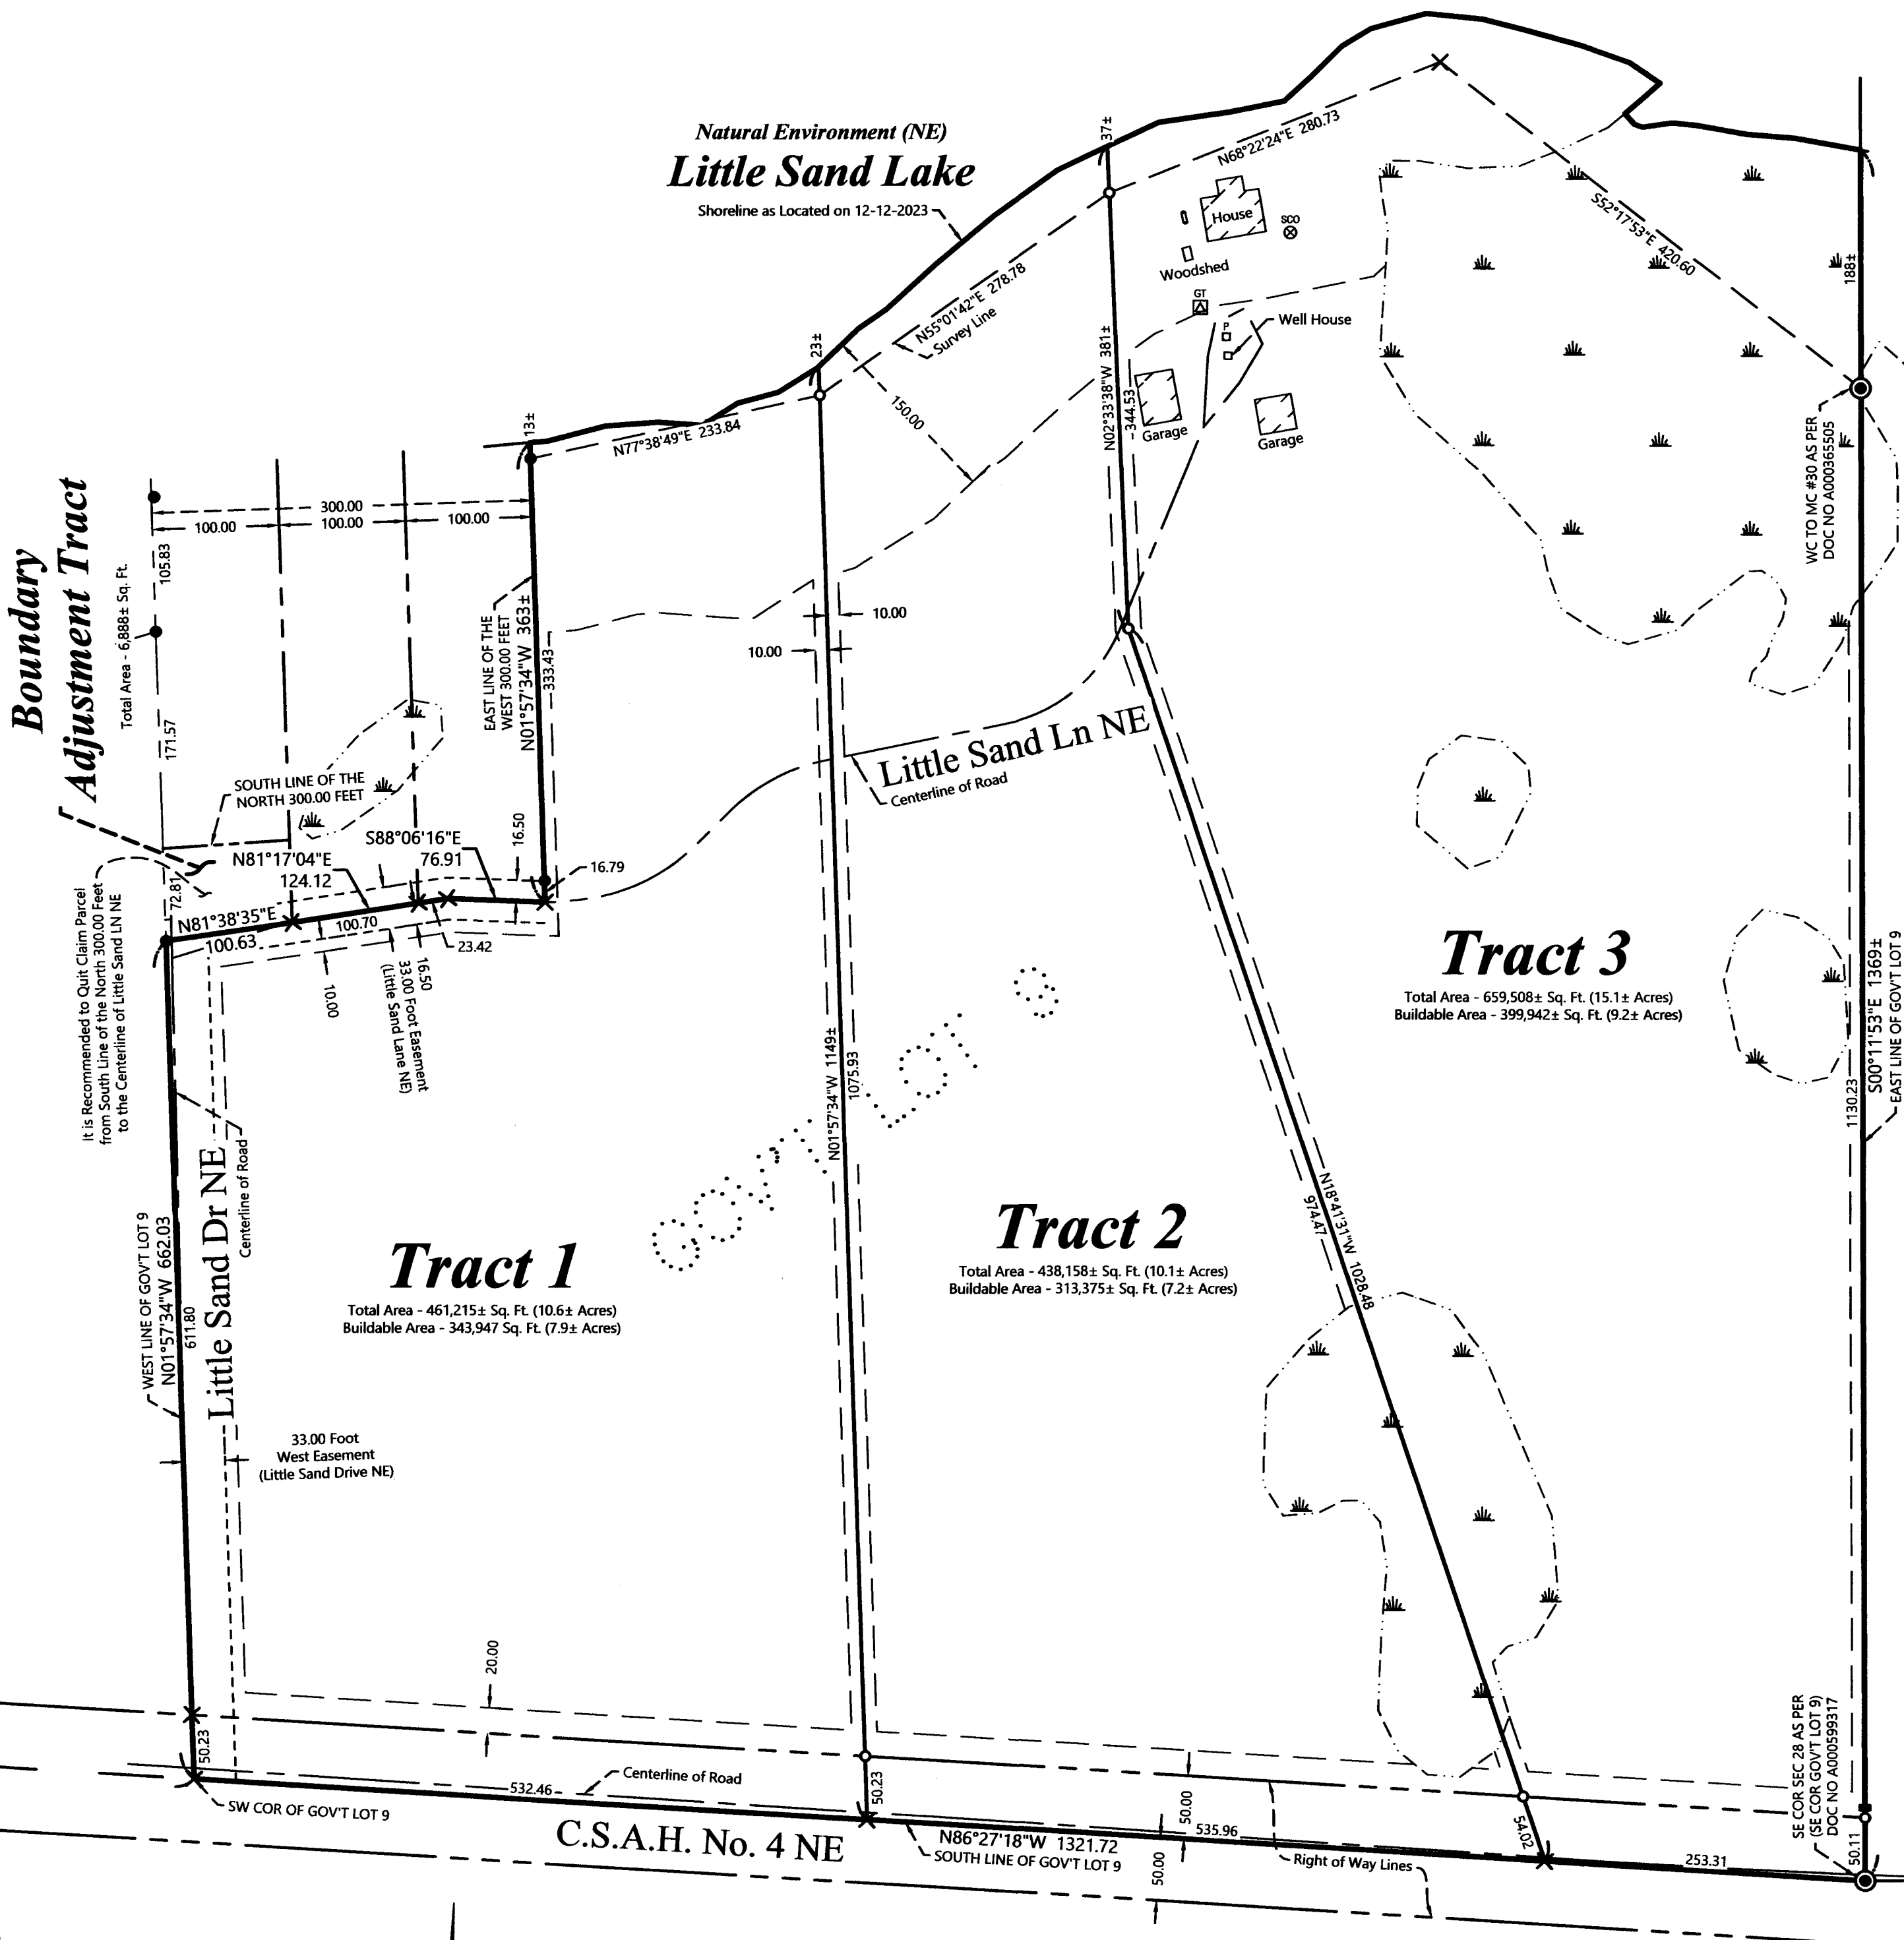 Natural Environment (NE)
Little Sand Lake
Shoreline as Located on 12-12-2023
37±
N68°22'24"E 280.73
House
SCO
Woodshed
GT
P
Well House
Garage
Garage
S52°17'53"E 420.60
188±
WC TO MC #30 AS PER
DOC NO A000365505
N55°01'42"E 278.78
Survey Line
23±
150.00
N02°33'38"W 381±
344.53
13±
N77°38'49"E 233.84
300.00
100.00
100.00
100.00
Boundary
Adjustment Tract
Total Area - 6,888± Sq. Ft.
105.83
171.57
EAST LINE OF THE
WEST 300.00 FEET
N01°57'34"W 363±
333.43
10.00
10.00
SOUTH LINE OF THE
NORTH 300.00 FEET
Little Sand Ln NE
Centerline of Road
S88°06'16"E
76.91
16.50
16.79
N81°17'04"E
124.12
72.81
N81°38'35"E
100.63
100.70
23.42
10.00
16.50
33.00 Foot Easement
(Little Sand Lane NE)
It is Recommended to Quit Claim Parcel
from South Line of the North 300.00 Feet
to the Centerline of Little Sand LN NE
GOV'T LOT 9
N01°57'34"W 1149±
1075.93
Tract 3
Total Area - 659,508± Sq. Ft. (15.1± Acres)
Buildable Area - 399,942± Sq. Ft. (9.2± Acres)
1130.23
S00°11'53"E 1369±
EAST LINE OF GOV'T LOT 9
WEST LINE OF GOV'T LOT 9
N01°57'34"W 662.03
611.80
Little Sand Dr NE
Centerline of Road
Tract 1
Total Area - 461,215± Sq. Ft. (10.6± Acres)
Buildable Area - 343,947 Sq. Ft. (7.9± Acres)
Tract 2
Total Area - 438,158± Sq. Ft. (10.1± Acres)
Buildable Area - 313,375± Sq. Ft. (7.2± Acres)
N18°41'31"W 1028.48
974.47
33.00 Foot
West Easement
(Little Sand Drive NE)
20.00
50.23
532.46
Centerline of Road
SW COR OF GOV'T LOT 9
C.S.A.H. No. 4 NE
50.23
N86°27'18"W 1321.72
SOUTH LINE OF GOV'T LOT 9
50.00
535.96
50.00
Right of Way Lines
54.02
253.31
50.11
SE COR SEC 28 AS PER
(SE COR GOV'T LOT 9)
DOC NO A000599317